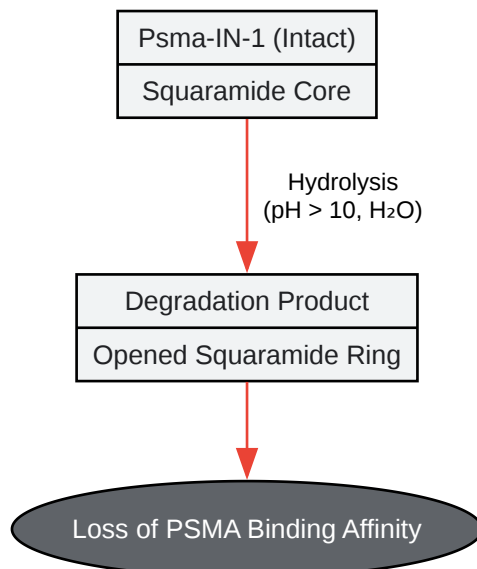 Psma-IN-1 (Intact)
Squaramide Core
Hydrolysis
(pH > 10, H₂O)
Degradation Product
Opened Squaramide Ring
Loss of PSMA Binding Affinity